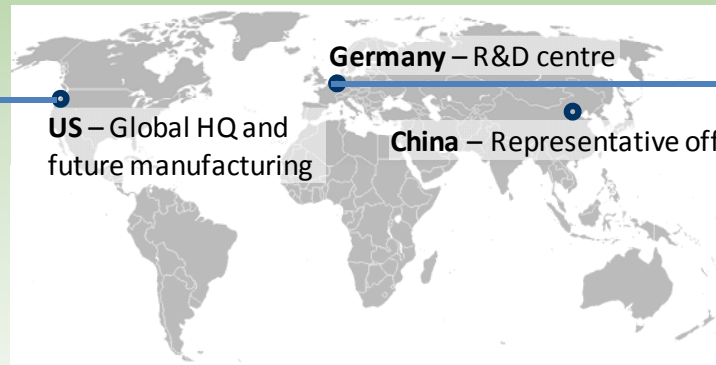 Germany – R&D centre
US – Global HQ and
future manufacturing
China – Representative off